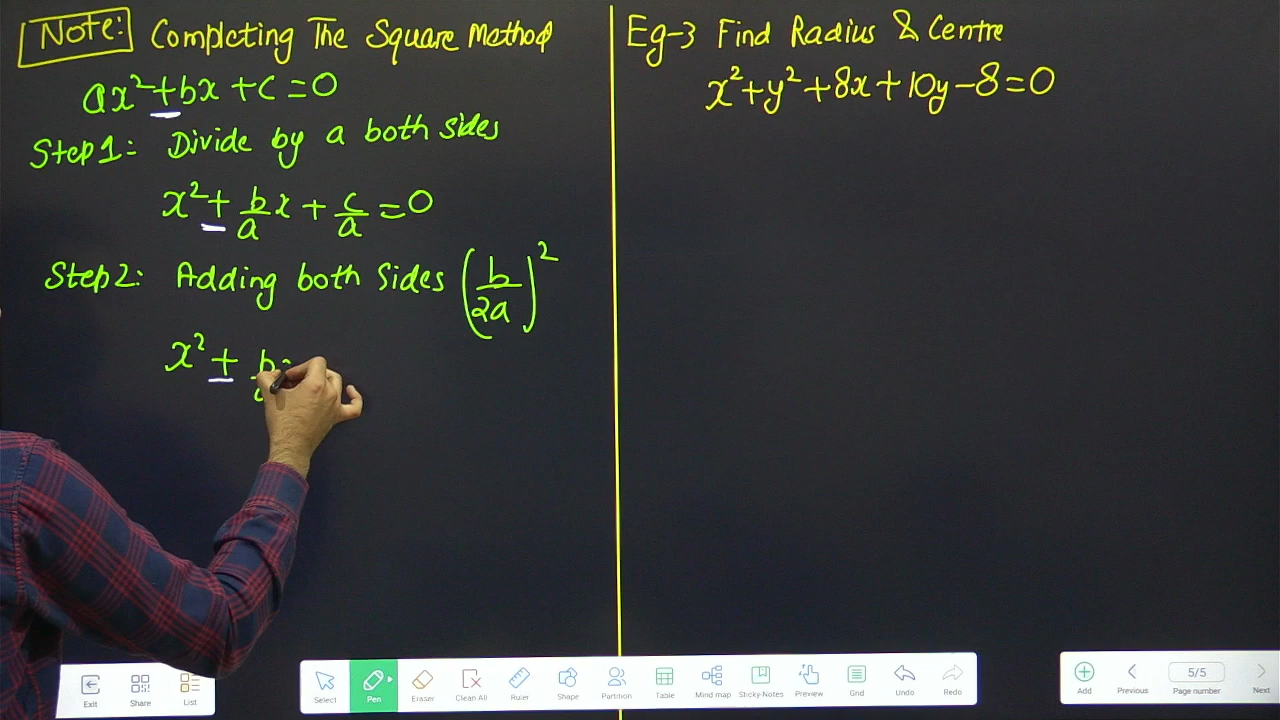 Note: Completing The Square Method
ax² + bx + c = 0
Step 1: Divide by a both sides
x² + b/a x + c/a = 0
Step 2: Adding both Sides (b/2a)²
x² + b
Eg-3 Find Radius & Centre
x² + y² + 8x + 10y - 8 = 0
Exit Share List
Select Pen Eraser Clean All Ruler Shape Partition Table Mind map Sticky-Notes Preview Grid Undo Redo
Add Previous 5/5 Page number Next